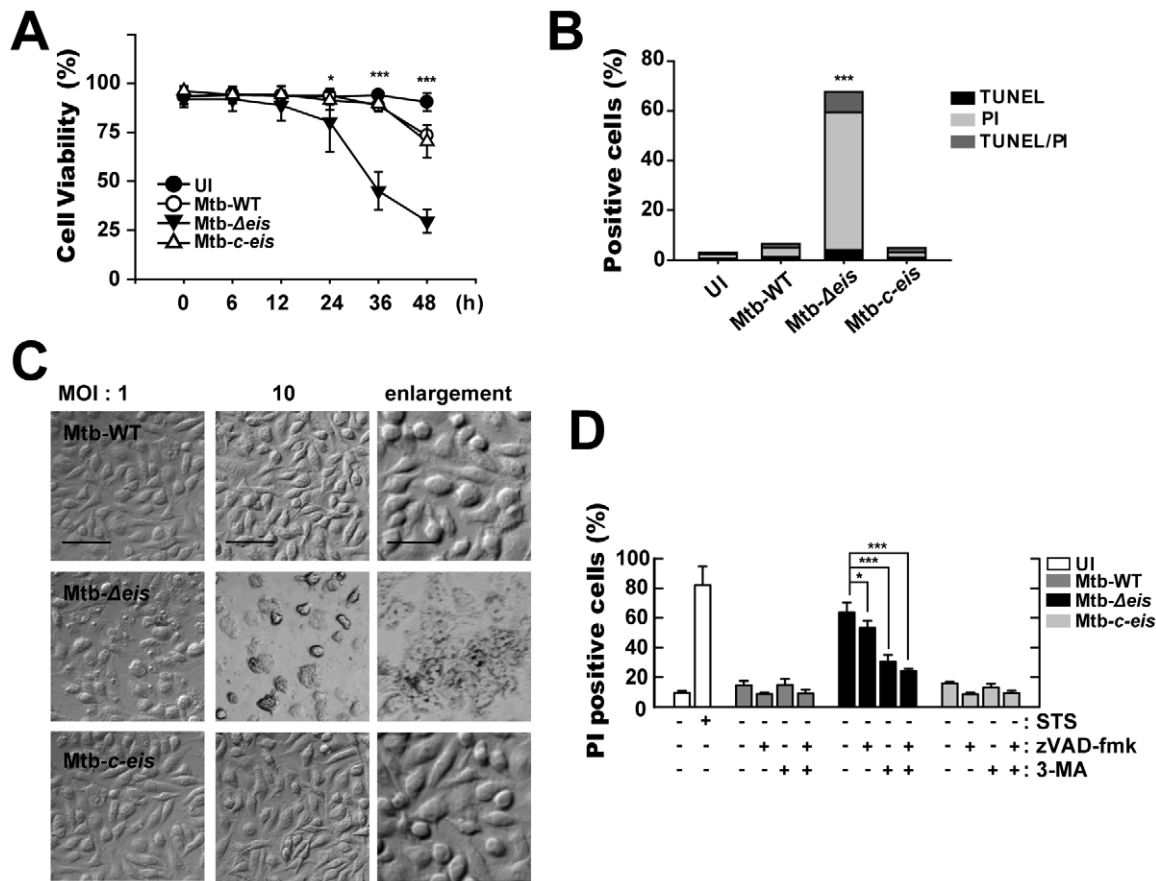 A
Cell Viability (%)
100
75
50
25
0
* *** ***
UI
Mtb-WT
Mtb-Δeis
Mtb-c-eis
0 6 12 24 36 48 (h)
B
Positive cells (%)
80
60
40
20
0
***
TUNEL
PI
TUNEL/PI
UI
Mtb-WT
Mtb-Δeis
Mtb-c-eis
C
MOI : 1 10 enlargement
Mtb-WT
Mtb-Δeis
Mtb-c-eis
D
PI positive cells (%)
100
80
60
40
20
0
***
***
*
UI
Mtb-WT
Mtb-Δeis
Mtb-c-eis
- + - - - - - - - - - - - - : STS
- - - + - + - + - + - + - + : zVAD-fmk
- - - - + + - - + + - - + + : 3-MA